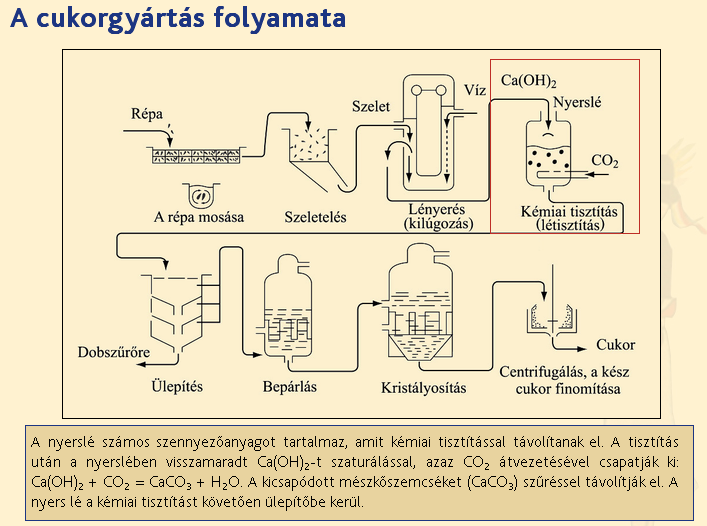 A cukorgyártás folyamata
Répa
Szelet
Víz
Ca(OH)₂
Nyerslé
CO₂
A répa mosása
Szeletelés
Lényerés
(kilúgozás)
Kémiai tisztítás
(létisztítás)
Dobszűrőre
Ülepítés
Bepárlás
Kristályosítás
Cukor
Centrifugálás, a kész
cukor finomítása
A nyerslé számos szennyezőanyagot tartalmaz, amit kémiai tisztítással távolítanak el. A tisztítás
után a nyerslében visszamaradt Ca(OH)₂-t szaturálással, azaz CO₂ átvezetésével csapatják ki:
Ca(OH)₂ + CO₂ = CaCO₃ + H₂O. A kicsapódott mészkőszemcséket (CaCO₃) szűréssel távolítják el. A
nyers lé a kémiai tisztítást követően ülepítőbe kerül.